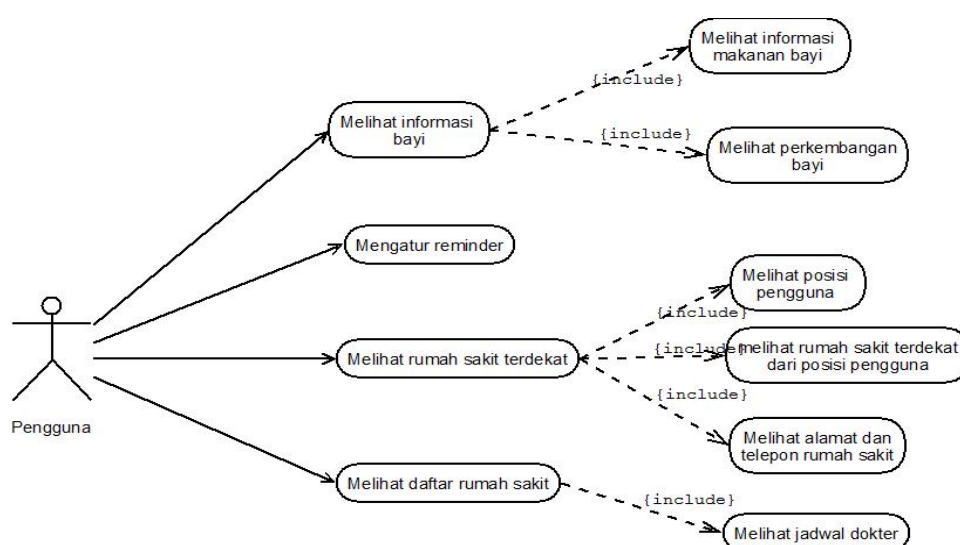 Melihat informasi
makanan bayi
{include}
Melihat informasi
bayi
{include}
Melihat perkembangan
bayi
Mengatur reminder
Melihat posisi
pengguna
{include}
Melihat rumah sakit terdekat
{include}
melihat rumah sakit terdekat
dari posisi pengguna
{include}
Pengguna
Melihat alamat dan
telepon rumah sakit
Melihat daftar rumah sakit
{include}
Melihat jadwal dokter